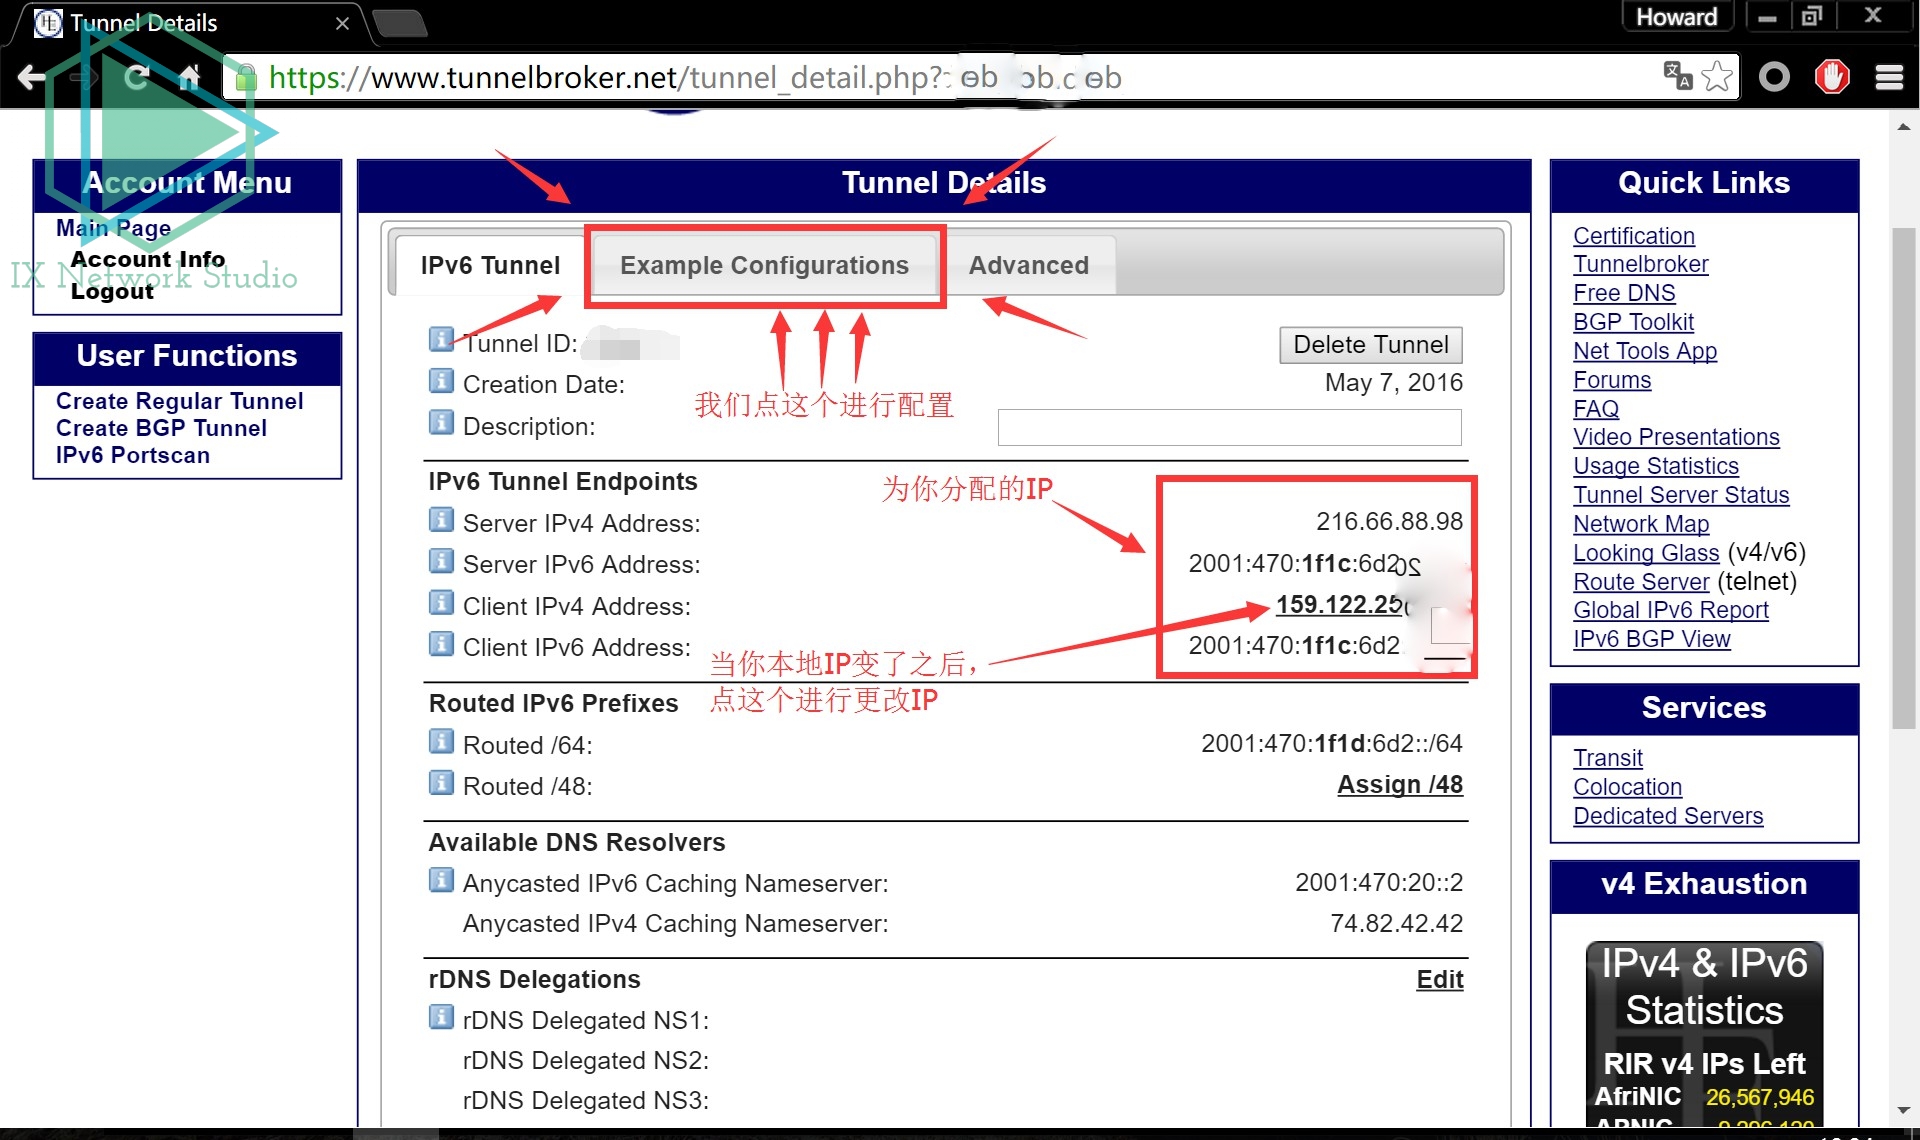 Tunnel Details
Howard
https://www.tunnelbroker.net/tunnel_detail.php?
Account Menu
Main Page
Account Info
Logout
IX Network Studio
User Functions
Create Regular Tunnel
Create BGP Tunnel
IPv6 Portscan
Tunnel Details
IPv6 Tunnel
Example Configurations
Advanced
Tunnel ID:
Delete Tunnel
Creation Date: May 7, 2016
我们点这个进行配置
Description:
IPv6 Tunnel Endpoints
为你分配的IP
Server IPv4 Address: 216.66.88.98
Server IPv6 Address: 2001:470:1f1c:6d2
Client IPv4 Address: 159.122.25
Client IPv6 Address: 2001:470:1f1c:6d2
当你本地IP变了之后，
点这个进行更改IP
Routed IPv6 Prefixes
Routed /64: 2001:470:1f1d:6d2::/64
Routed /48: Assign /48
Available DNS Resolvers
Anycasted IPv6 Caching Nameserver: 2001:470:20::2
Anycasted IPv4 Caching Nameserver: 74.82.42.42
rDNS Delegations Edit
rDNS Delegated NS1:
rDNS Delegated NS2:
rDNS Delegated NS3:
Quick Links
Certification
Tunnelbroker
Free DNS
BGP Toolkit
Net Tools App
Forums
FAQ
Video Presentations
Usage Statistics
Tunnel Server Status
Network Map
Looking Glass (v4/v6)
Route Server (telnet)
Global IPv6 Report
IPv6 BGP View
Services
Transit
Colocation
Dedicated Servers
v4 Exhaustion
IPv4 & IPv6
Statistics
RIR v4 IPs Left
AfriNIC 26,567,946